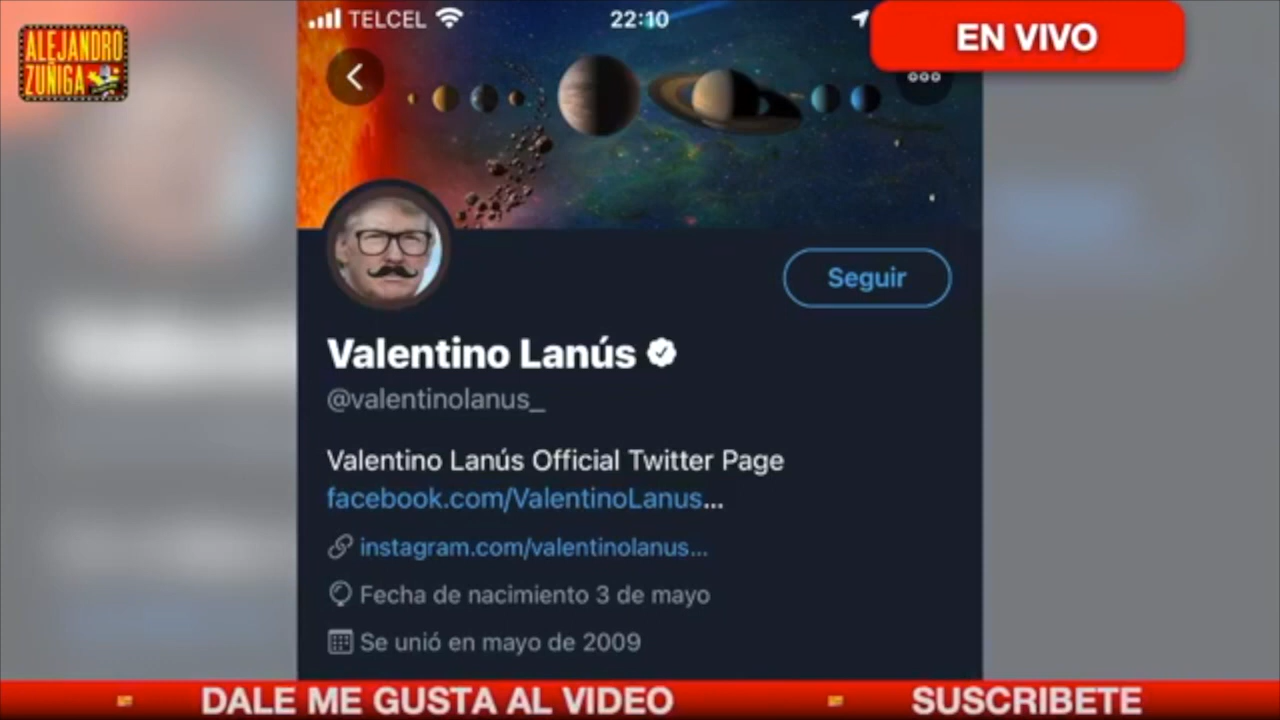 TELCEL
22:10
EN VIVO
ALEJANDRO
ZUÑIGA
Seguir
Valentino Lanús
@valentinolanus_
Valentino Lanús Official Twitter Page
facebook.com/ValentinoLanus...
instagram.com/valentinolanus...
Fecha de nacimiento 3 de mayo
Se unió en mayo de 2009
DALE ME GUSTA AL VIDEO
SUSCRIBETE